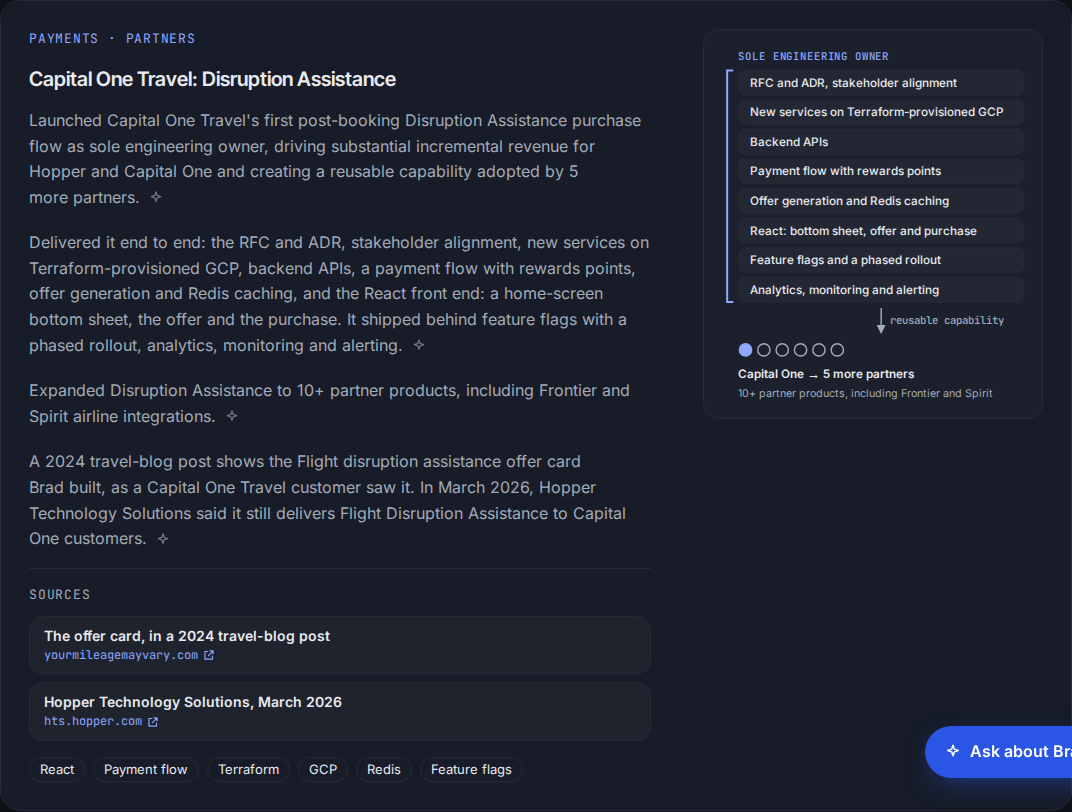 PAYMENTS · PARTNERS
Capital One Travel: Disruption Assistance
Launched Capital One Travel's first post-booking Disruption Assistance purchase
flow as sole engineering owner, driving substantial incremental revenue for
Hopper and Capital One and creating a reusable capability adopted by 5
more partners.
Delivered it end to end: the RFC and ADR, stakeholder alignment, new services on
Terraform-provisioned GCP, backend APIs, a payment flow with rewards points,
offer generation and Redis caching, and the React front end: a home-screen
bottom sheet, the offer and the purchase. It shipped behind feature flags with a
phased rollout, analytics, monitoring and alerting.
Expanded Disruption Assistance to 10+ partner products, including Frontier and
Spirit airline integrations.
A 2024 travel-blog post shows the Flight disruption assistance offer card
Brad built, as a Capital One Travel customer saw it. In March 2026, Hopper
Technology Solutions said it still delivers Flight Disruption Assistance to Capital
One customers.
SOURCES
The offer card, in a 2024 travel-blog post
yourmileagemayvary.com
Hopper Technology Solutions, March 2026
hts.hopper.com
React
Payment flow
Terraform
GCP
Redis
Feature flags
SOLE ENGINEERING OWNER
RFC and ADR, stakeholder alignment
New services on Terraform-provisioned GCP
Backend APIs
Payment flow with rewards points
Offer generation and Redis caching
React: bottom sheet, offer and purchase
Feature flags and a phased rollout
Analytics, monitoring and alerting
reusable capability
Capital One → 5 more partners
10+ partner products, including Frontier and Spirit
Ask about Bra